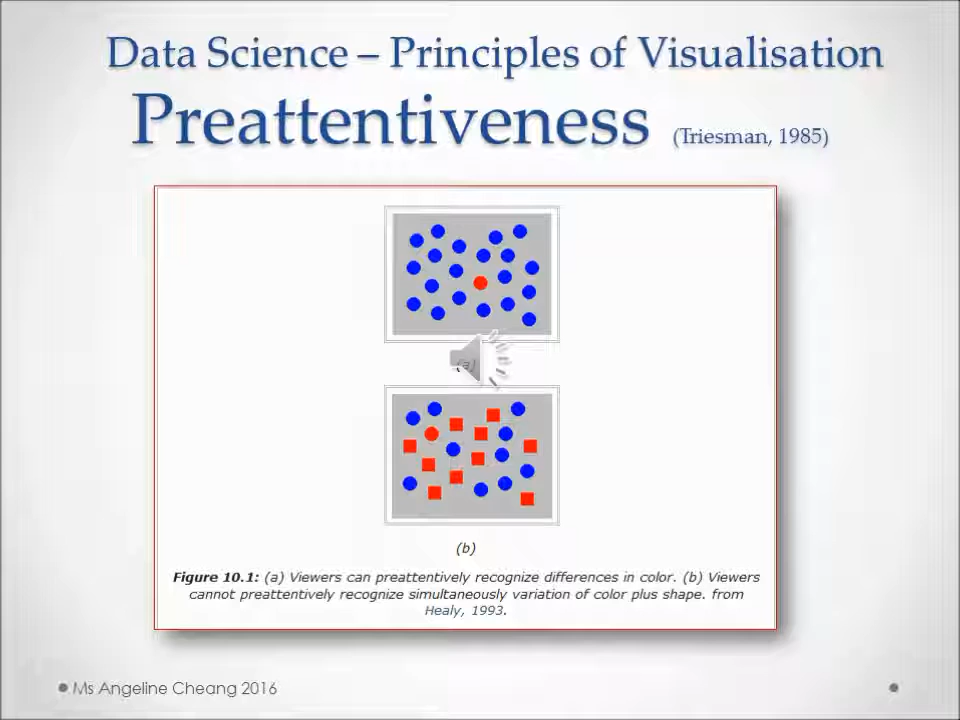 Data Science – Principles of Visualisation
Preattentiveness (Triesman, 1985)
(a)
(b)
Figure 10.1: (a) Viewers can preattentively recognize differences in color. (b) Viewers
cannot preattentively recognize simultaneously variation of color plus shape. from
Healy, 1993.
Ms Angeline Cheang 2016